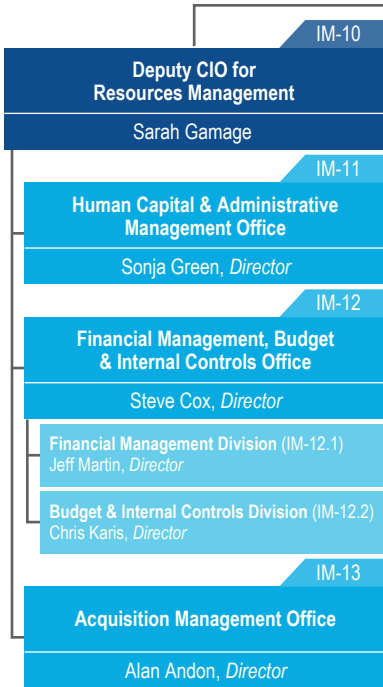 IM-10
Deputy CIO for
Resources Management
Sarah Gamage
IM-11
Human Capital & Administrative
Management Office
Sonja Green, Director
IM-12
Financial Management, Budget
& Internal Controls Office
Steve Cox, Director
Financial Management Division (IM-12.1)
Jeff Martin, Director
Budget & Internal Controls Division (IM-12.2)
Chris Karis, Director
IM-13
Acquisition Management Office
Alan Andon, Director